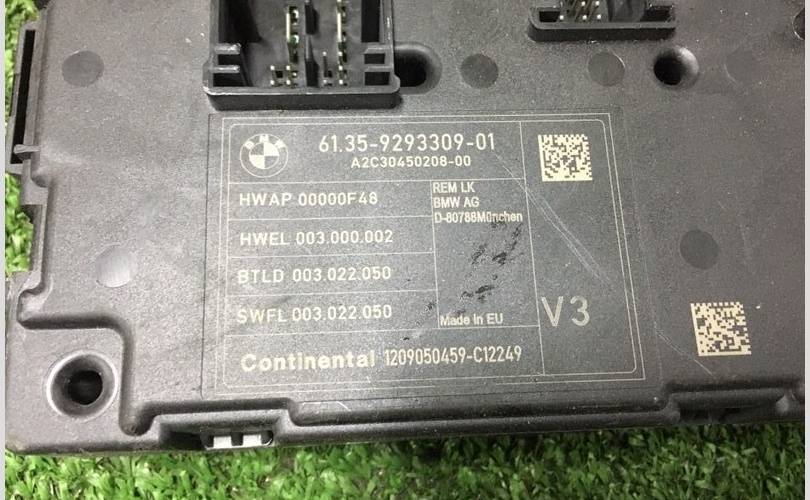 BMW
61.35-9293309-01
A2C30450208-00
HWAP 00000F48
HWEL 003.000.002
BTLD 003.022.050
SWFL 003.022.050
REM LK
BMW AG
D-80788München
Made in EU
V3
Continental 1209050459-C12249